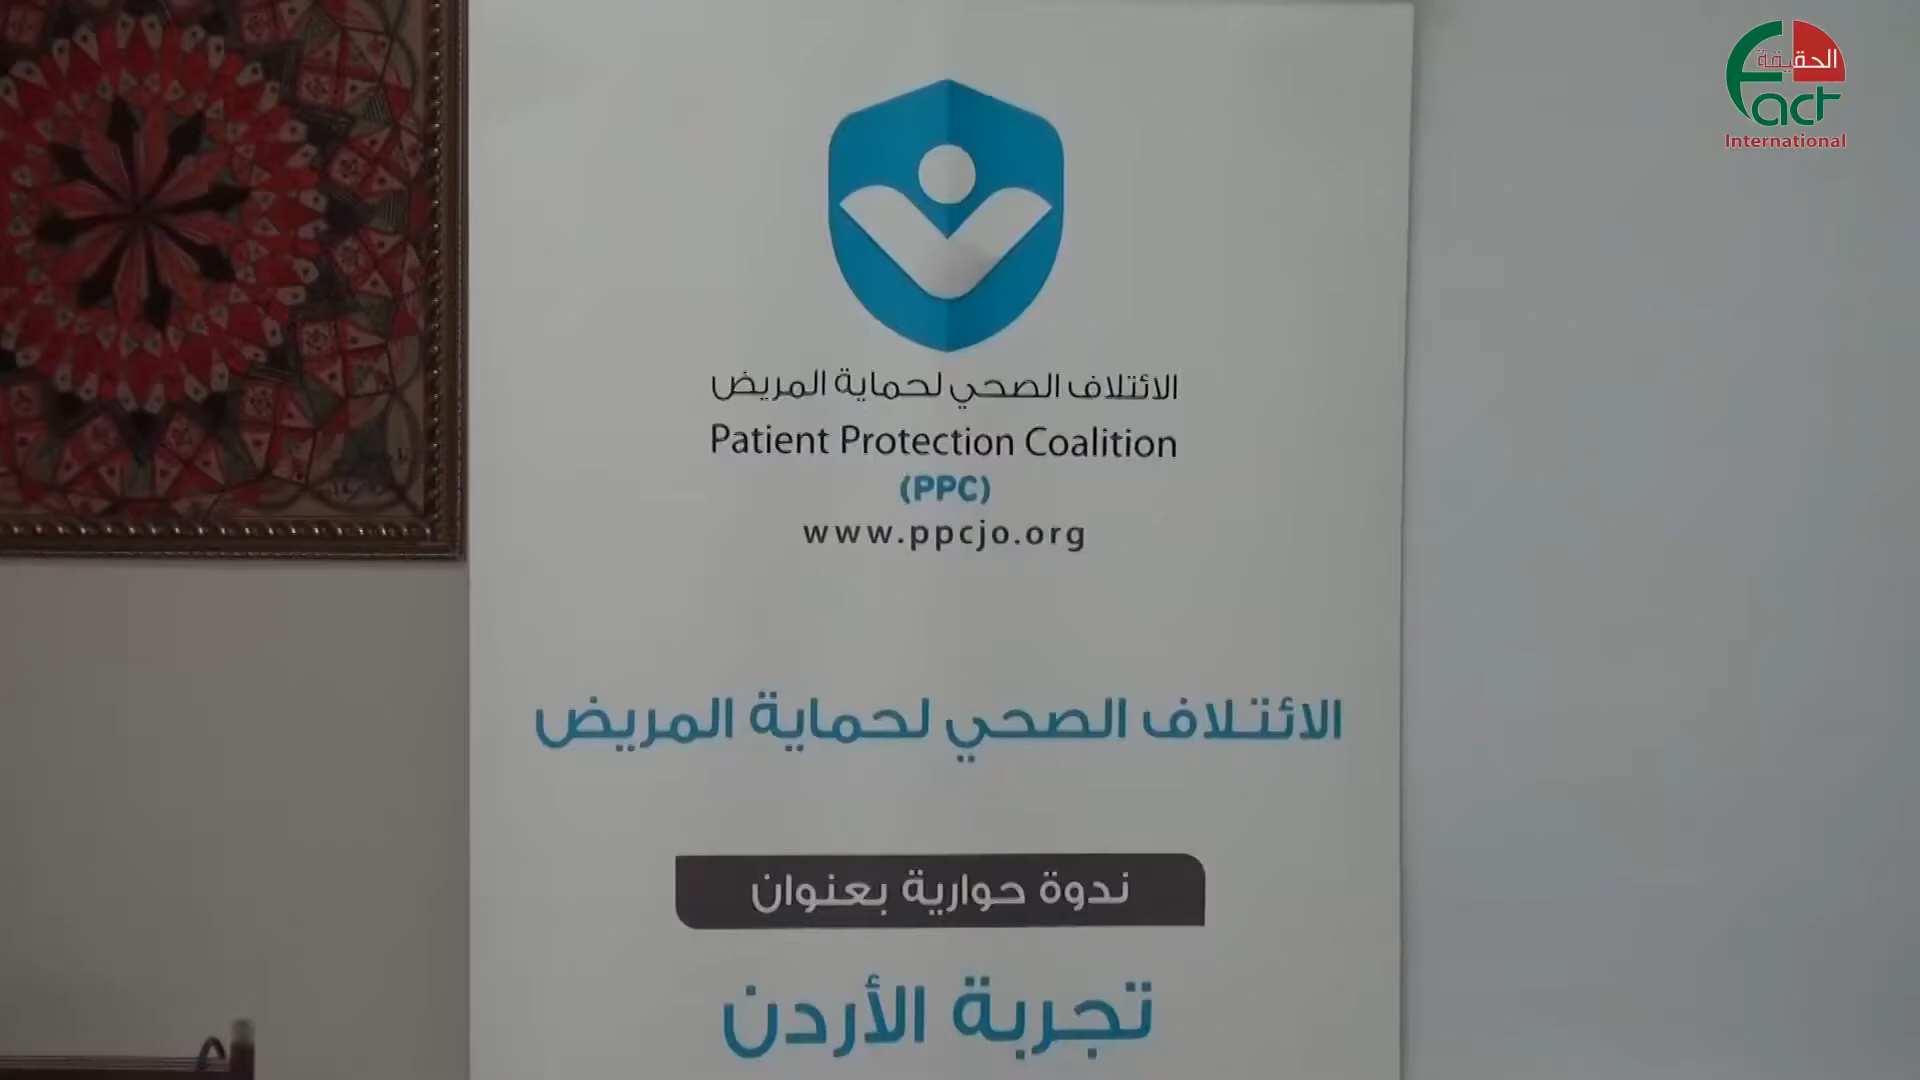 الحقيقة
Fact
International
الائتلاف الصحي لحماية المريض
Patient Protection Coalition
(PPC)
www.ppcjo.org
الائتلاف الصحي لحماية المريض
ندوة حوارية بعنوان
تجربة الأردن